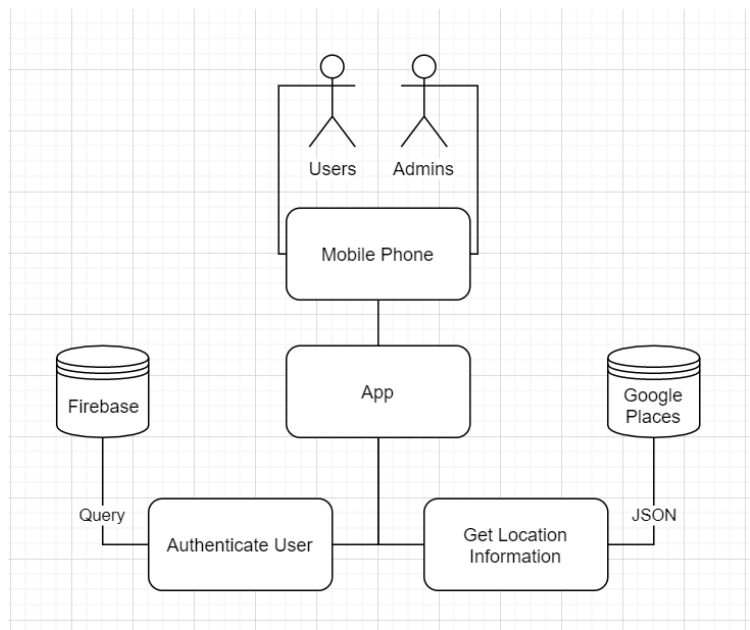 Users
Admins
Mobile Phone
App
Firebase
Google
Places
Query
Authenticate User
Get Location
Information
JSON